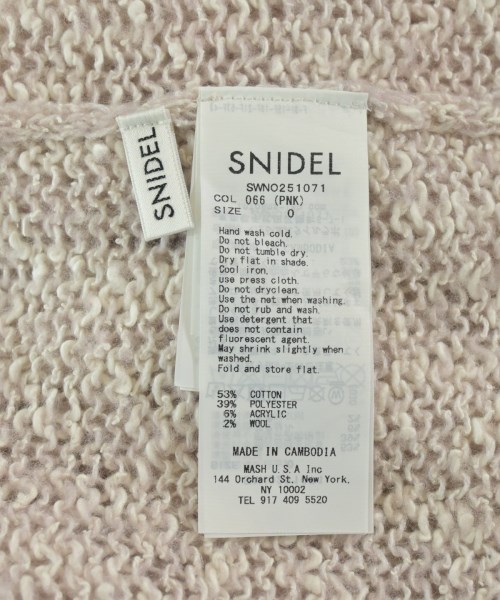 SNIDEL
SNIDEL
SWNO251071
COL 066 (PNK)
SIZE 0
Hand wash cold.
Do not bleach.
Do not tumble dry.
Dry flat in shade.
Cool iron.
use press cloth.
Do not dryclean.
Use the net when washing.
Do not rub and wash.
Use detergent that
does not contain
fluorescent agent.
May shrink slightly when
washed.
Fold and store flat.
53% COTTON
39% POLYESTER
6% ACRYLIC
2% WOOL
MADE IN CAMBODIA
MASH U.S.A Inc
144 Orchard St. New York.
NY 10002
TEL 917 409 5520